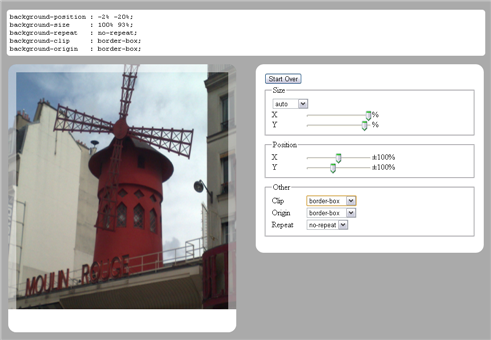 background-position : -2% -20%;
background-size : 100% 93%;
background-repeat : no-repeat;
background-clip : border-box;
background-origin : border-box;
MOULIN ROUGE
Start Over
Size
auto
X %
Y %
Position
X ±100%
Y ±100%
Other
Clip border-box
Origin border-box
Repeat no-repeat